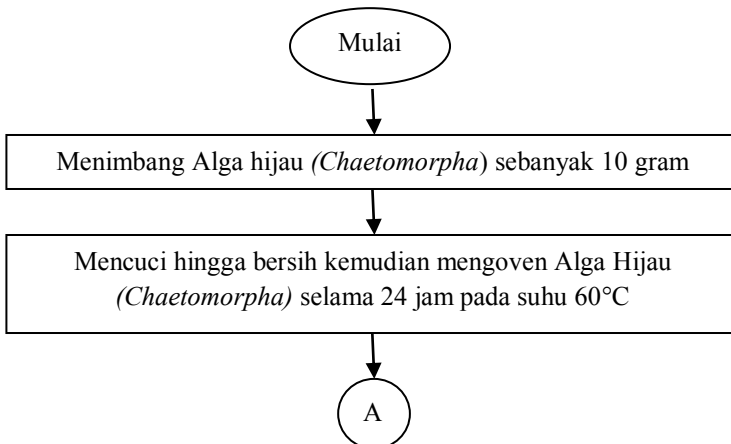 Mulai
Menimbang Alga hijau (Chaetomorpha) sebanyak 10 gram
Mencuci hingga bersih kemudian mengoven Alga Hijau
(Chaetomorpha) selama 24 jam pada suhu 60°C
A